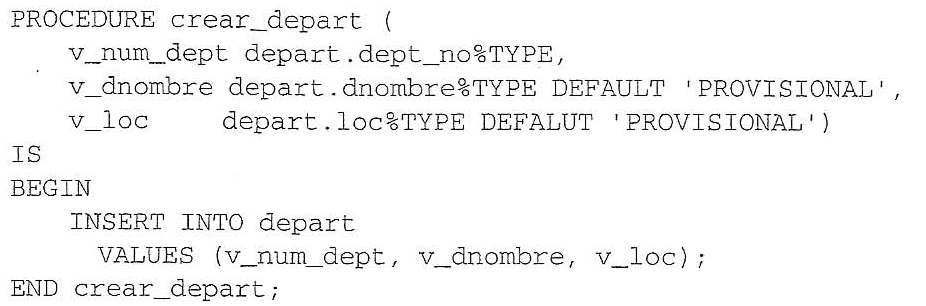 PROCEDURE crear_depart (
v_num_dept depart.dept_no%TYPE,
v_dnombre depart.dnombre%TYPE DEFAULT 'PROVISIONAL',
v_loc depart.loc%TYPE DEFALUT 'PROVISIONAL')
IS
BEGIN
INSERT INTO depart
VALUES (v_num_dept, v_dnombre, v_loc);
END crear_depart;